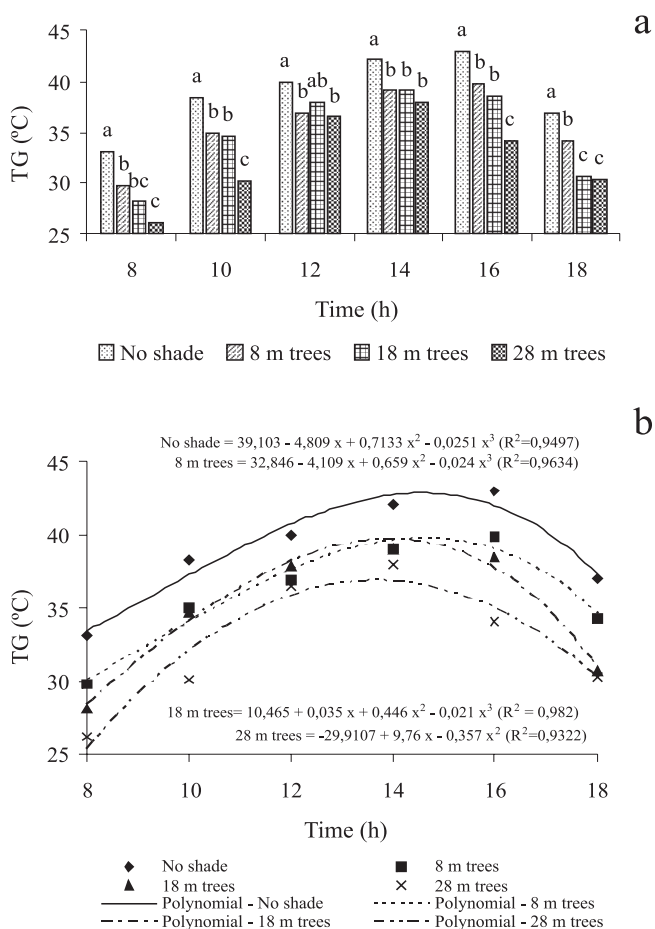 a
45
40
35
30
25
TG (ºC)
a
b
bc
c
a
b
b
c
a
b
ab
b
a
b
b
b
a
b
b
c
a
b
c
c
8 10 12 14 16 18
Time (h)
No shade 8 m trees 18 m trees 28 m trees
b
No shade = 39,103 - 4,809 x + 0,7133 x² - 0,0251 x³ (R²=0,9497)
8 m trees = 32,846 - 4,109 x + 0,659 x² - 0,024 x³ (R²=0,9634)
45
40
35
30
25
TG (ºC)
18 m trees= 10,465 + 0,035 x + 0,446 x² - 0,021 x³ (R² = 0,982)
28 m trees = -29,9107 + 9,76 x - 0,357 x² (R²=0,9322)
8 10 12 14 16 18
Time (h)
No shade 8 m trees
18 m trees 28 m trees
Polynomial - No shade Polynomial - 8 m trees
Polynomial - 18 m trees Polynomial - 28 m trees